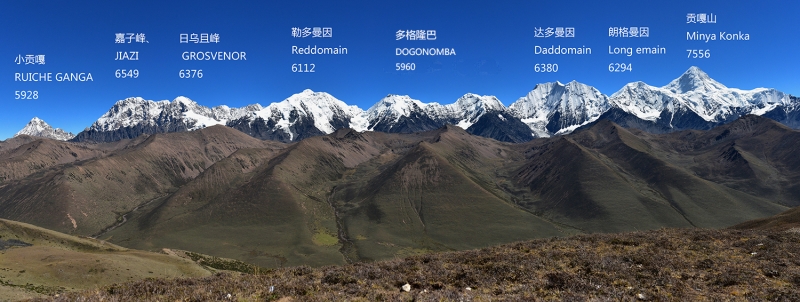 小贡嘎
RUICHE GANGA
5928
嘉子峰、
JIAZI
6549
日乌且峰
GROSVENOR
6376
勒多曼因
Reddomain
6112
多格隆巴
DOGONOMBA
5960
达多曼因
Daddomain
6380
朗格曼因
Long emain
6294
贡嘎山
Minya Konka
7556